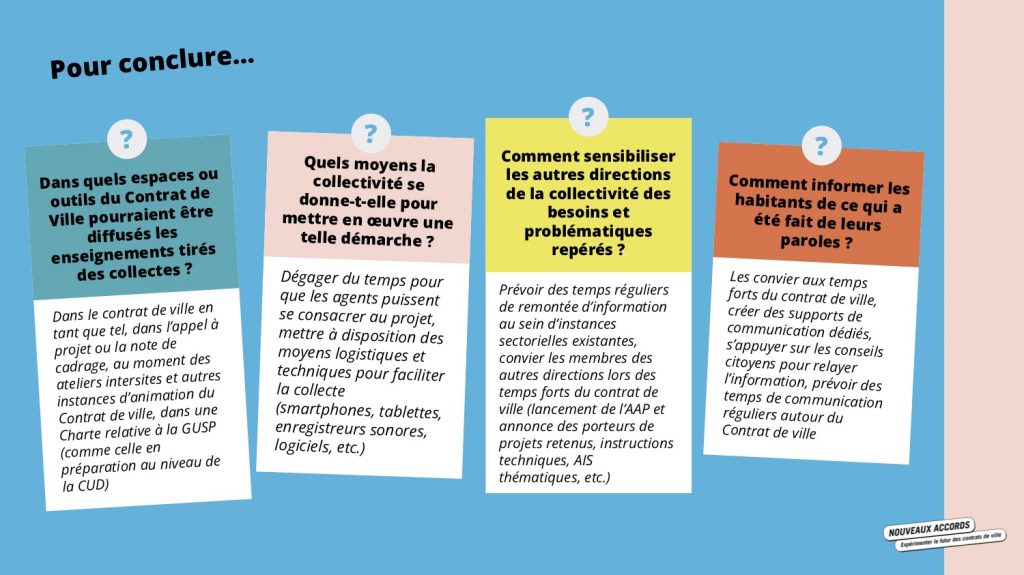 Pour conclure...
?
Dans quels espaces ou
outils du Contrat de
Ville pourraient être
diffusés les
enseignements tirés
des collectes ?
Dans le contrat de ville en
tant que tel, dans l'appel à
projet ou la note de
cadrage, au moment des
ateliers intersites et autres
instances d'animation du
Contrat de ville, dans une
Charte relative à la GUSP
(comme celle en
préparation au niveau de
la CUD)
?
Quels moyens la
collectivité se
donne-t-elle pour
mettre en œuvre une
telle démarche ?
Dégager du temps pour
que les agents puissent
se consacrer au projet,
mettre à disposition des
moyens logistiques et
techniques pour faciliter
la collecte
(smartphones, tablettes,
enregistreurs sonores,
logiciels, etc.)
?
Comment sensibiliser
les autres directions
de la collectivité des
besoins et
problématiques
repérés ?
Prévoir des temps réguliers
de remontée d'information
au sein d'instances
sectorielles existantes,
convier les membres des
autres directions lors des
temps forts du contrat de
ville (lancement de l'AAP et
annonce des porteurs de
projets retenus, instructions
techniques, AIS
thématiques, etc.)
?
Comment informer les
habitants de ce qui a
été fait de leurs
paroles ?
Les convier aux temps
forts du contrat de ville,
créer des supports de
communication dédiés,
s'appuyer sur les conseils
citoyens pour relayer
l'information, prévoir des
temps de communication
réguliers autour du
Contrat de ville
NOUVEAUX ACCORDS
Expérimenter le futur des contrats de ville